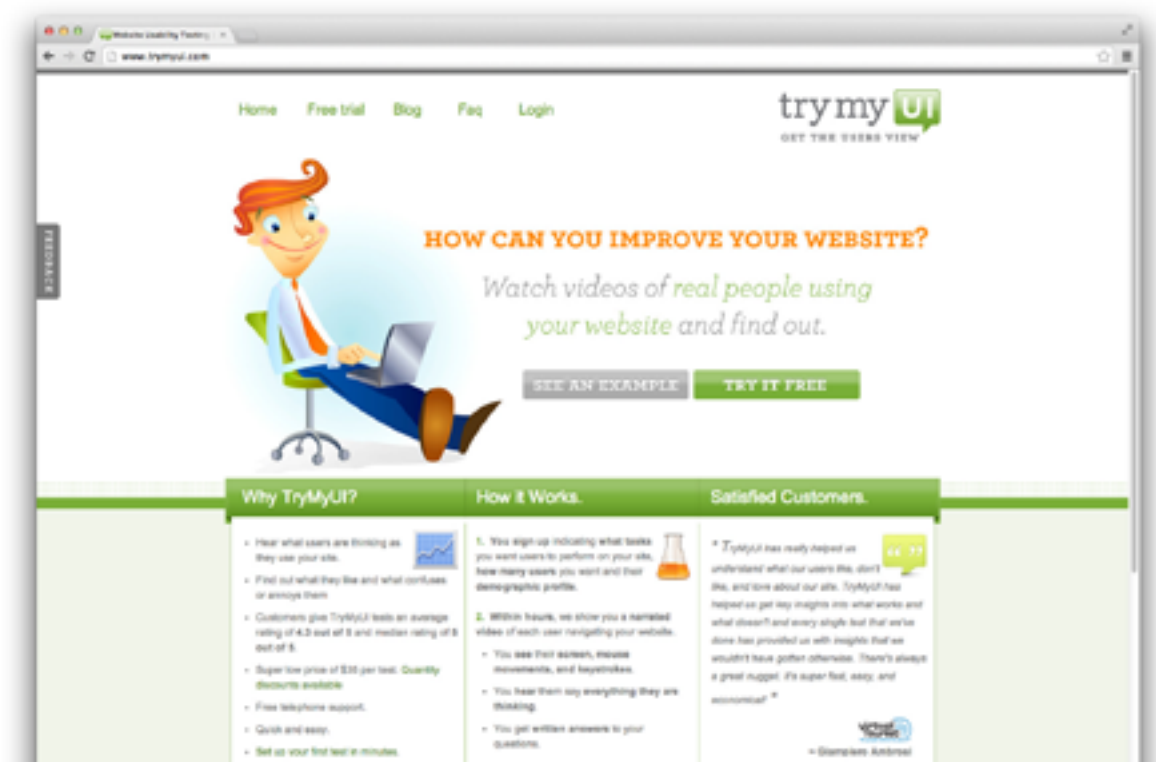 Website Usability Testing
www.trymyui.com
Home Free trial Blog Faq Login
try my UI
GET THE USERS VIEW
FEEDBACK
HOW CAN YOU IMPROVE YOUR WEBSITE?
Watch videos of real people using
your website and find out.
SEE AN EXAMPLE TRY IT FREE
Why TryMyUI?
Hear what users are thinking as
they use your site.
Find out what they like and what confuses
or annoys them
Customers give TryMyUI tests an average
rating of 4.3 out of 5 and median rating of 5
out of 5.
Super low price of $35 per test. Quantity
discounts available
Free telephone support.
Quick and easy.
Set up your first test in minutes.
How it Works.
1. You sign up indicating what tasks
you want users to perform on your site,
how many users you want and their
demographic profile.
2. Within hours, we show you a narrated
video of each user navigating your website.
You see their screen, mouse
movements, and keystrokes.
You hear them say everything they are
thinking.
You get written answers to your
questions.
Satisfied Customers.
" TryMyUI has really helped us
understand what our users like, don't
like, and love about our site. TryMyUI has
helped us get key insights into what works and
what doesn't and every single test that we've
done has provided us with insights that we
wouldn't have gotten otherwise. There's always
a great nugget. It's super fast, easy, and
economical! "
virtual
tourist
~ Giampiero Ambrosi